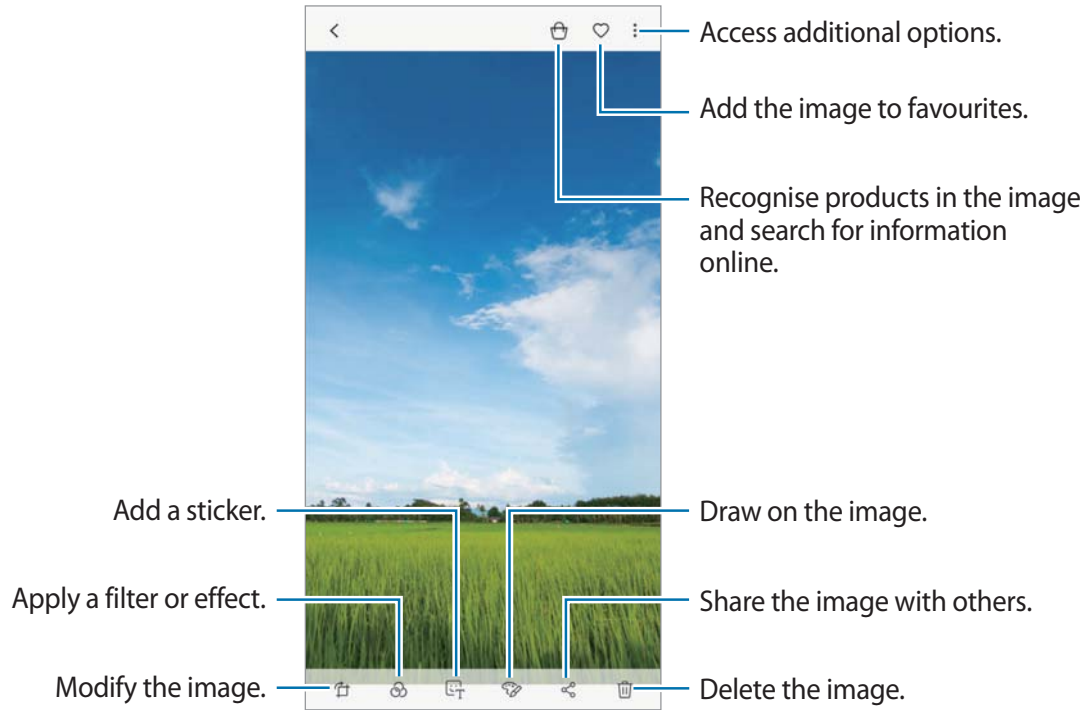 Access additional options.
Add the image to favourites.
Recognise products in the image
and search for information
online.
Add a sticker.
Draw on the image.
Apply a filter or effect.
Share the image with others.
Modify the image.
Delete the image.